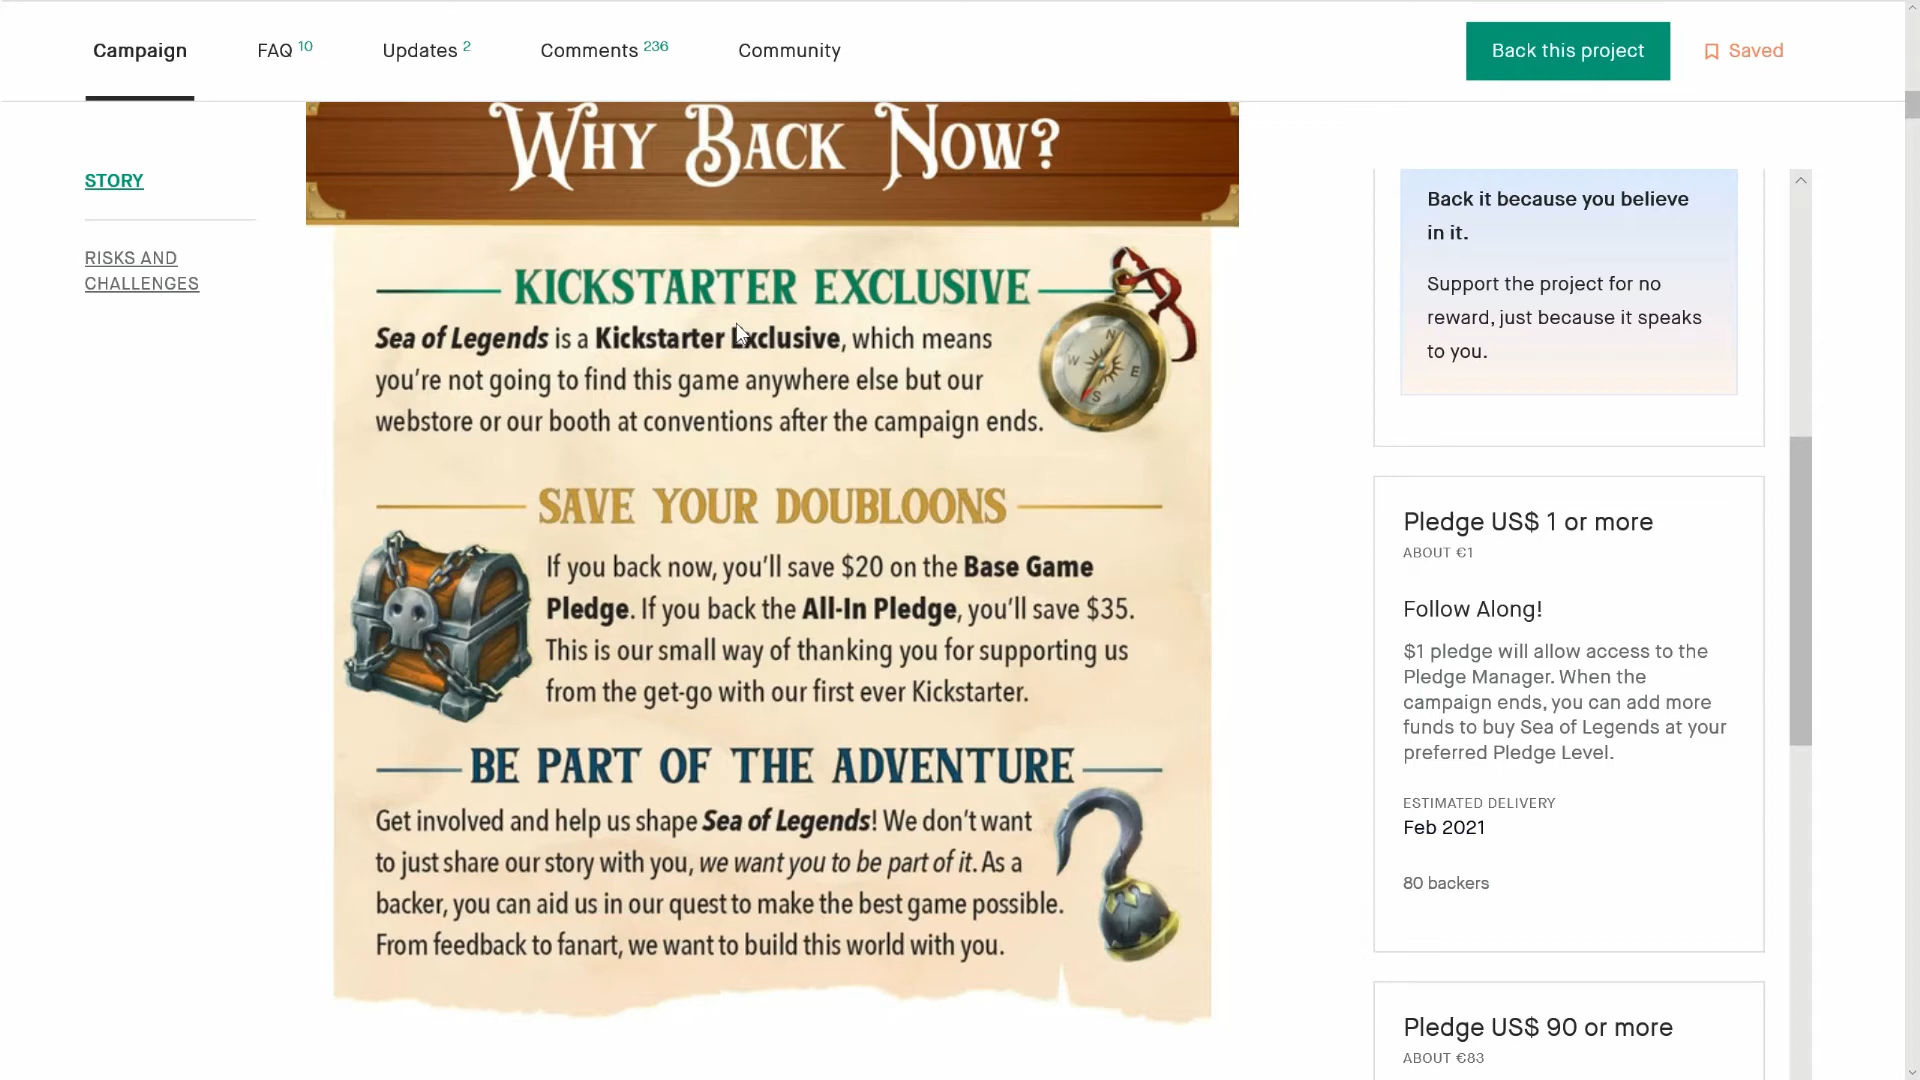 Campaign
FAQ 10
Updates 2
Comments 236
Community
Back this project
Saved
STORY
RISKS AND
CHALLENGES
WHY BACK NOW?
KICKSTARTER EXCLUSIVE
Sea of Legends is a Kickstarter Exclusive, which means
you're not going to find this game anywhere else but our
webstore or our booth at conventions after the campaign ends.
N
W
E
S
SAVE YOUR DOUBLOONS
If you back now, you'll save $20 on the Base Game
Pledge. If you back the All-In Pledge, you'll save $35.
This is our small way of thanking you for supporting us
from the get-go with our first ever Kickstarter.
BE PART OF THE ADVENTURE
Get involved and help us shape Sea of Legends! We don't want
to just share our story with you, we want you to be part of it. As a
backer, you can aid us in our quest to make the best game possible.
From feedback to fanart, we want to build this world with you.
Back it because you believe
in it.
Support the project for no
reward, just because it speaks
to you.
Pledge US$ 1 or more
ABOUT €1
Follow Along!
$1 pledge will allow access to the
Pledge Manager. When the
campaign ends, you can add more
funds to buy Sea of Legends at your
preferred Pledge Level.
ESTIMATED DELIVERY
Feb 2021
80 backers
Pledge US$ 90 or more
ABOUT €83